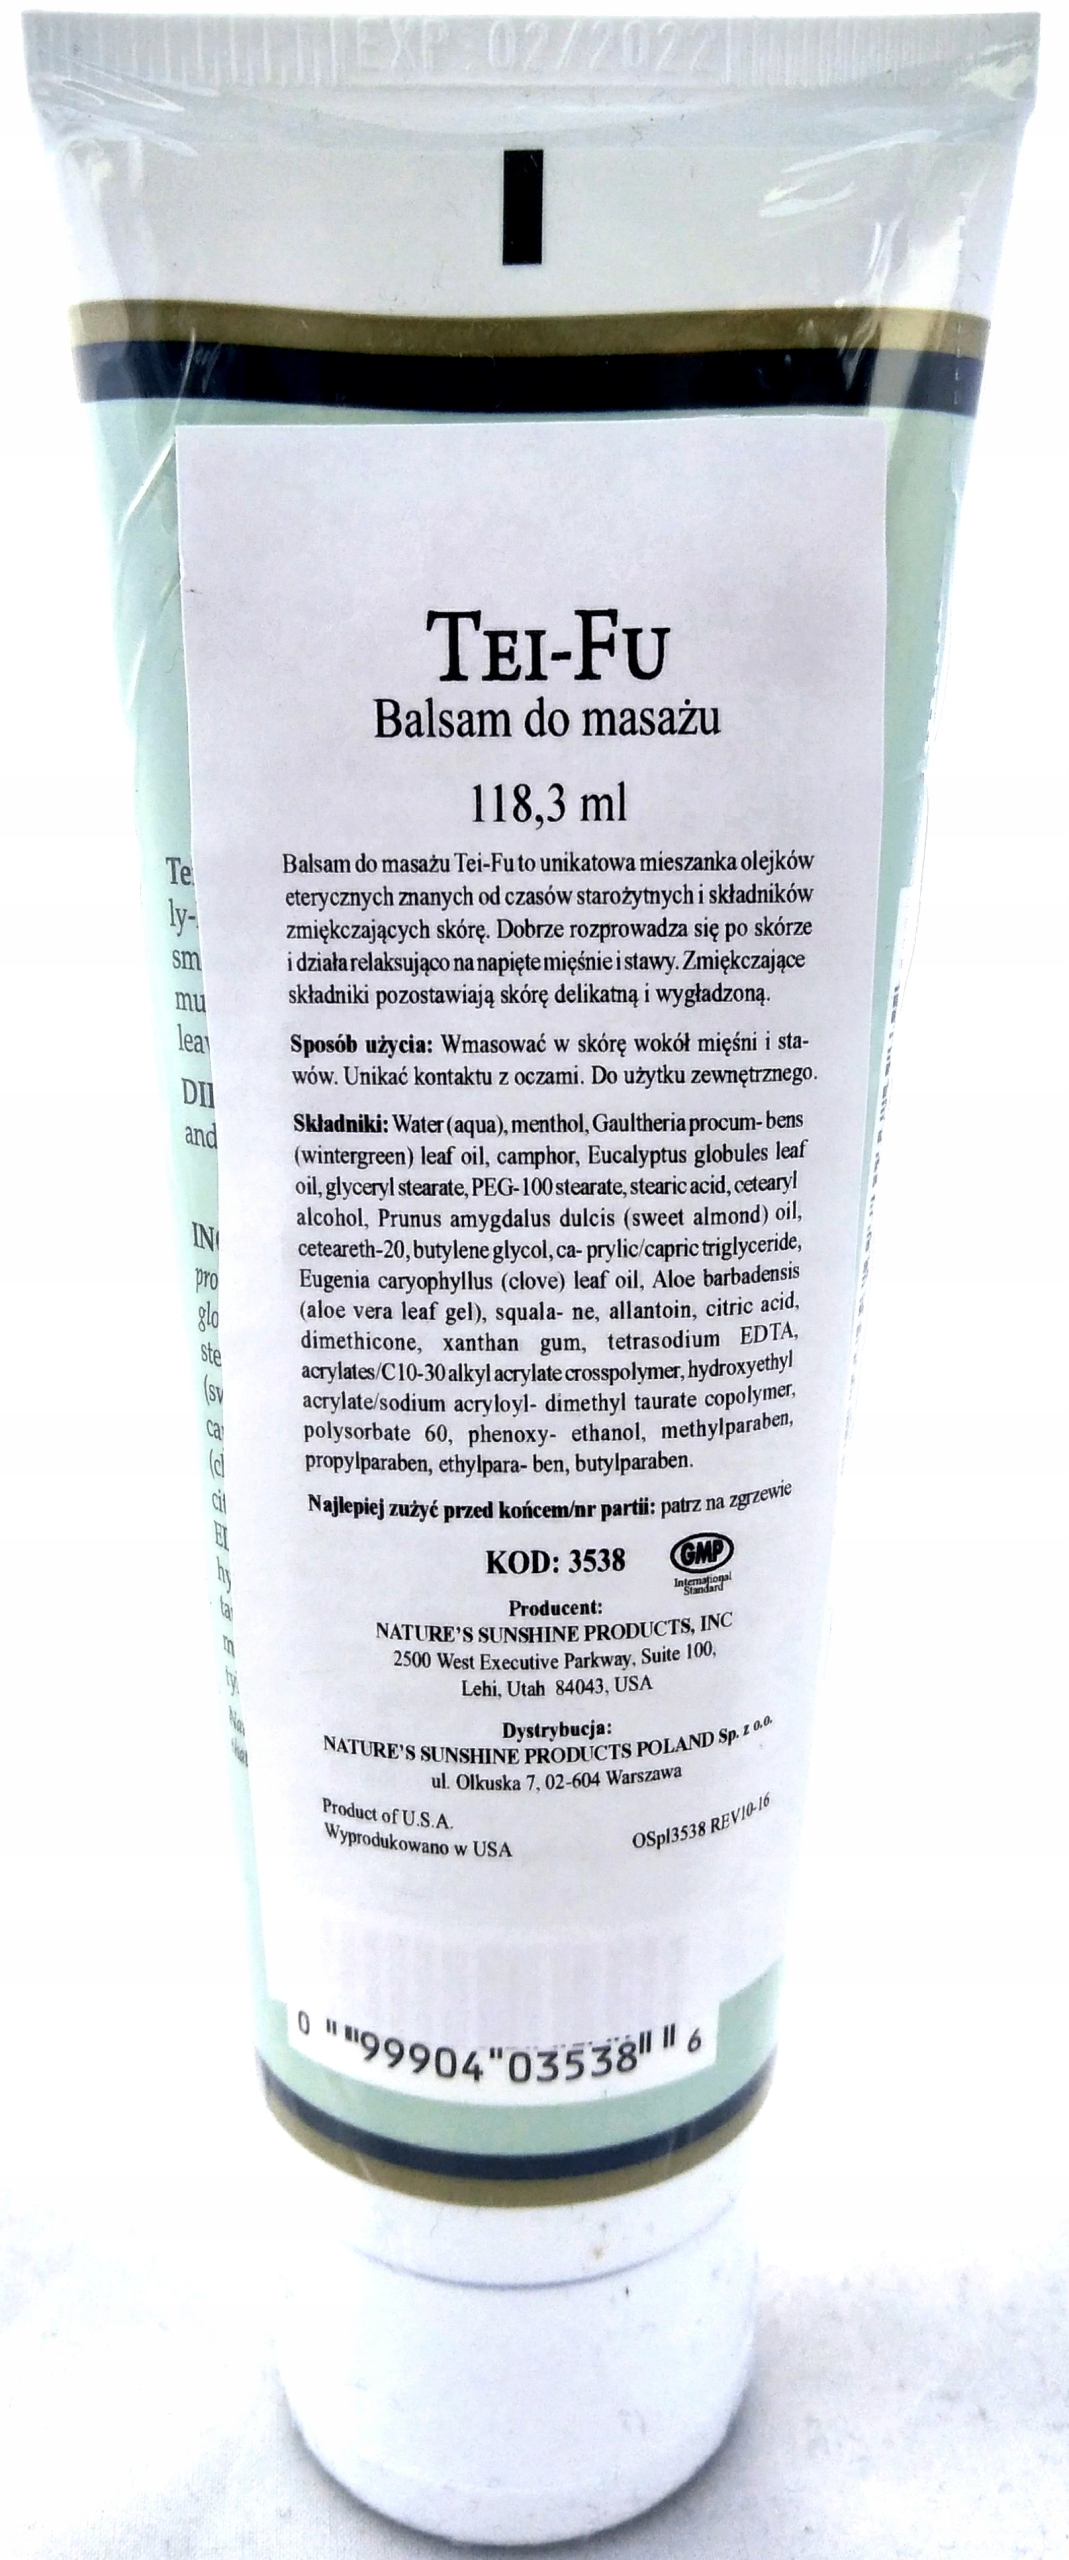 EXP 02/2022
TEI-FU
Balsam do masażu
118,3 ml
Balsam do masażu Tei-Fu to unikatowa mieszanka olejków
eterycznych znanych od czasów starożytnych i składników
zmiękczających skórę. Dobrze rozprowadza się po skórze
i działa relaksująco na napięte mięśnie i stawy. Zmiękczające
składniki pozostawiają skórę delikatną i wygładzoną.
Sposób użycia: Wmasować w skórę wokół mięśni i sta-
wów. Unikać kontaktu z oczami. Do użytku zewnętrznego.
Składniki: Water (aqua), menthol, Gaultheria procum- bens
(wintergreen) leaf oil, camphor, Eucalyptus globules leaf
oil, glyceryl stearate, PEG-100 stearate, stearic acid, cetearyl
alcohol, Prunus amygdalus dulcis (sweet almond) oil,
ceteareth-20, butylene glycol, ca- prylic/capric triglyceride,
Eugenia caryophyllus (clove) leaf oil, Aloe barbadensis
(aloe vera leaf gel), squala- ne, allantoin, citric acid,
dimethicone, xanthan gum, tetrasodium EDTA,
acrylates/C10-30 alkyl acrylate crosspolymer, hydroxyethyl
acrylate/sodium acryloyl- dimethyl taurate copolymer,
polysorbate 60, phenoxy- ethanol, methylparaben,
propylparaben, ethylpara- ben, butylparaben.
Najlepiej zużyć przed końcem/nr partii: patrz na zgrzewie
KOD: 3538
GMP
International
Standard
Producent:
NATURE'S SUNSHINE PRODUCTS, INC
2500 West Executive Parkway, Suite 100,
Lehi, Utah 84043, USA
Dystrybucja:
NATURE'S SUNSHINE PRODUCTS POLAND Sp. z o.o.
ul. Olkuska 7, 02-604 Warszawa
Product of U.S.A.
Wyprodukowano w USA
OSpl3538 REV10-16
0 99904 03538 6